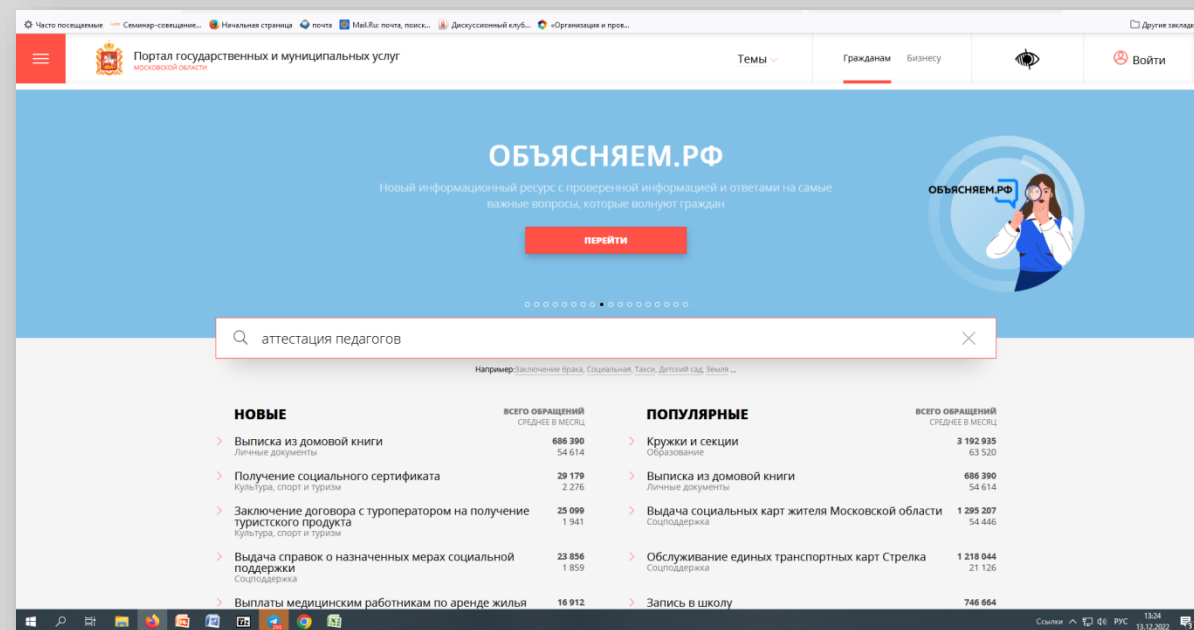 Часто посещаемые Семинар-совещание... Начальная страница почта Mail.Ru: почта, поиск... Дискуссионный клуб... «Организация и пров... Другие заклад
Портал государственных и муниципальных услуг
МОСКОВСКОЙ ОБЛАСТИ
Темы Гражданам Бизнесу Войти
ОБЪЯСНЯЕМ.РФ
Новый информационный ресурс с проверенной информацией и ответами на самые
важные вопросы, которые волнуют граждан
ПЕРЕЙТИ
ОБЪЯСНЯЕМ.РФ
аттестация педагогов
Например:Заключение брака, Социальная, Такси, Детский сад, Земля ...
НОВЫЕ
ВСЕГО ОБРАЩЕНИЙ
СРЕДНЕЕ В МЕСЯЦ
Выписка из домовой книги 686 390
Личные документы 54 614
Получение социального сертификата 29 179
Культура, спорт и туризм 2 276
Заключение договора с туроператором на получение 25 099
туристского продукта 1 941
Культура, спорт и туризм
Выдача справок о назначенных мерах социальной 23 856
поддержки 1 859
Соцподдержка
Выплаты медицинским работникам по аренде жилья 16 912
ПОПУЛЯРНЫЕ
ВСЕГО ОБРАЩЕНИЙ
СРЕДНЕЕ В МЕСЯЦ
Кружки и секции 3 192 935
Образование 63 520
Выписка из домовой книги 686 390
Личные документы 54 614
Выдача социальных карт жителя Московской области 1 295 207
Соцподдержка 54 446
Обслуживание единых транспортных карт Стрелка 1 218 044
Соцподдержка 21 126
Запись в школу 746 664
Ссылки РУС 13:24
13.12.2022